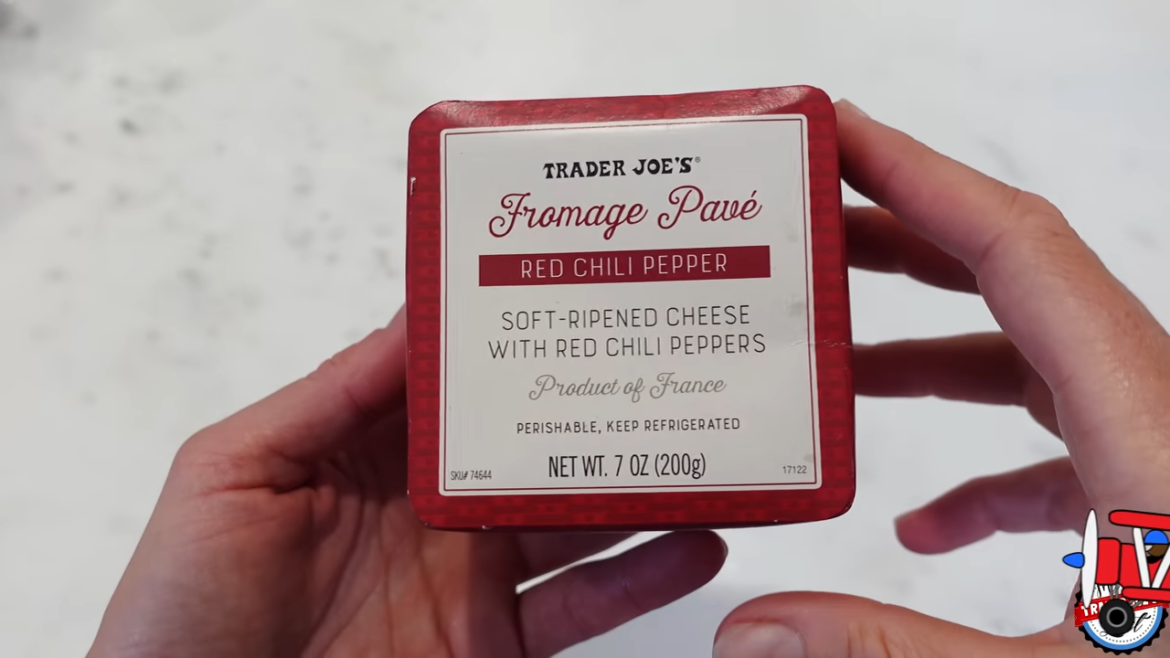 TRADER JOE'S®
Fromage Pavé
RED CHILI PEPPER
SOFT-RIPENED CHEESE
WITH RED CHILI PEPPERS
Product of France
PERISHABLE, KEEP REFRIGERATED
NET WT. 7 OZ (200g)
SKU# 74644
17122